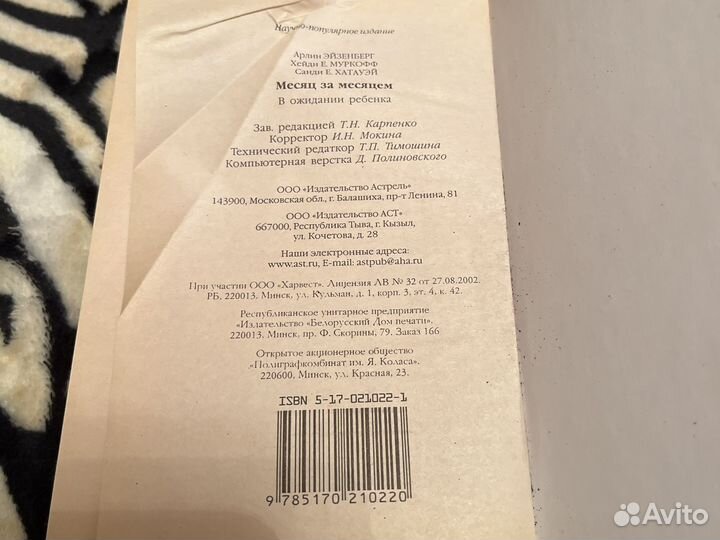 Научно-популярное издание
Арлин ЭЙЗЕНБЕРГ
Хейди Е. МУРКОФФ
Санди Е. ХАТАУЭЙ
Месяц за месяцем
В ожидании ребенка
Зав. редакцией Т.Н. Карпенко
Корректор И.Н. Мокина
Технический редактор Т.П. Тимошина
Компьютерная верстка Д. Полиновского
ООО «Издательство Астрель»
143900, Московская обл., г. Балашиха, пр-т Ленина, 81
ООО «Издательство АСТ»
667000, Республика Тыва, г. Кызыл,
ул. Кочетова, д. 28
Наши электронные адреса:
www.ast.ru, E-mail: astpub@aha.ru
При участии ООО «Харвест». Лицензия АВ № 32 от 27.08.2002.
РБ, 220013, Минск, ул. Кульман, д. 1, корп. 3, эт. 4, к. 42.
Республиканское унитарное предприятие
«Издательство «Белорусский Дом печати».
220013, Минск, пр. Ф. Скорины, 79. Заказ 166
Открытое акционерное общество
«Полиграфкомбинат им. Я. Коласа».
220600, Минск, ул. Красная, 23.
ISBN 5-17-021022-1
9 785170 210220
Avito